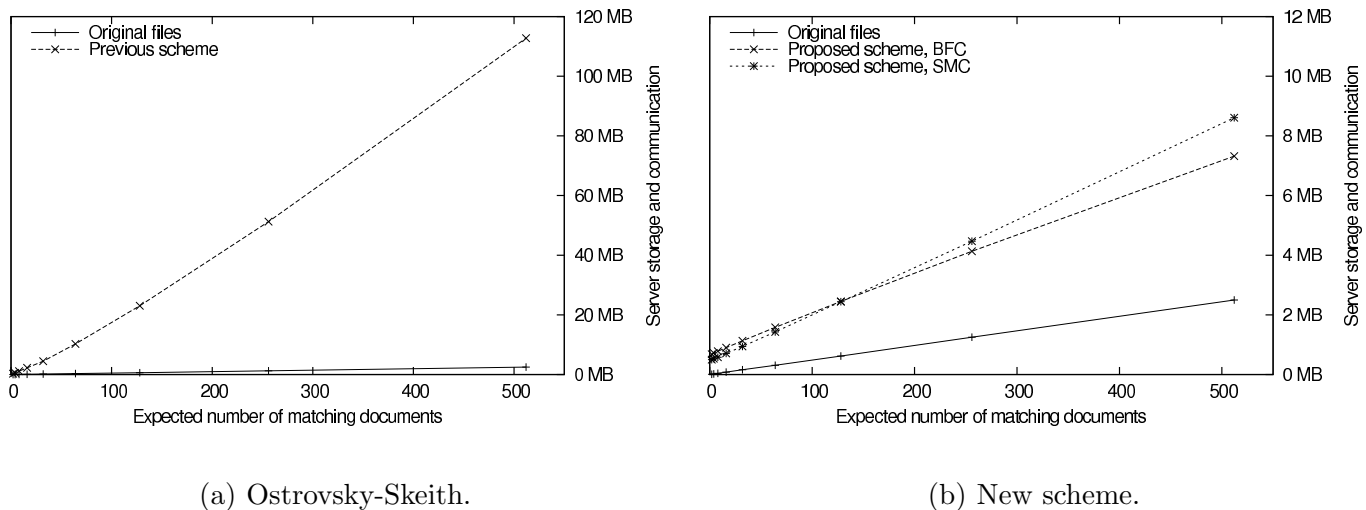 Original files
Previous scheme
120 MB
100 MB
80 MB
60 MB
40 MB
20 MB
0 MB
Server storage and communication
0 100 200 300 400 500
Expected number of matching documents
(a) Ostrovsky-Skeith.
Original files
Proposed scheme, BFC
Proposed scheme, SMC
12 MB
10 MB
8 MB
6 MB
4 MB
2 MB
0 MB
Server storage and communication
0 100 200 300 400 500
Expected number of matching documents
(b) New scheme.